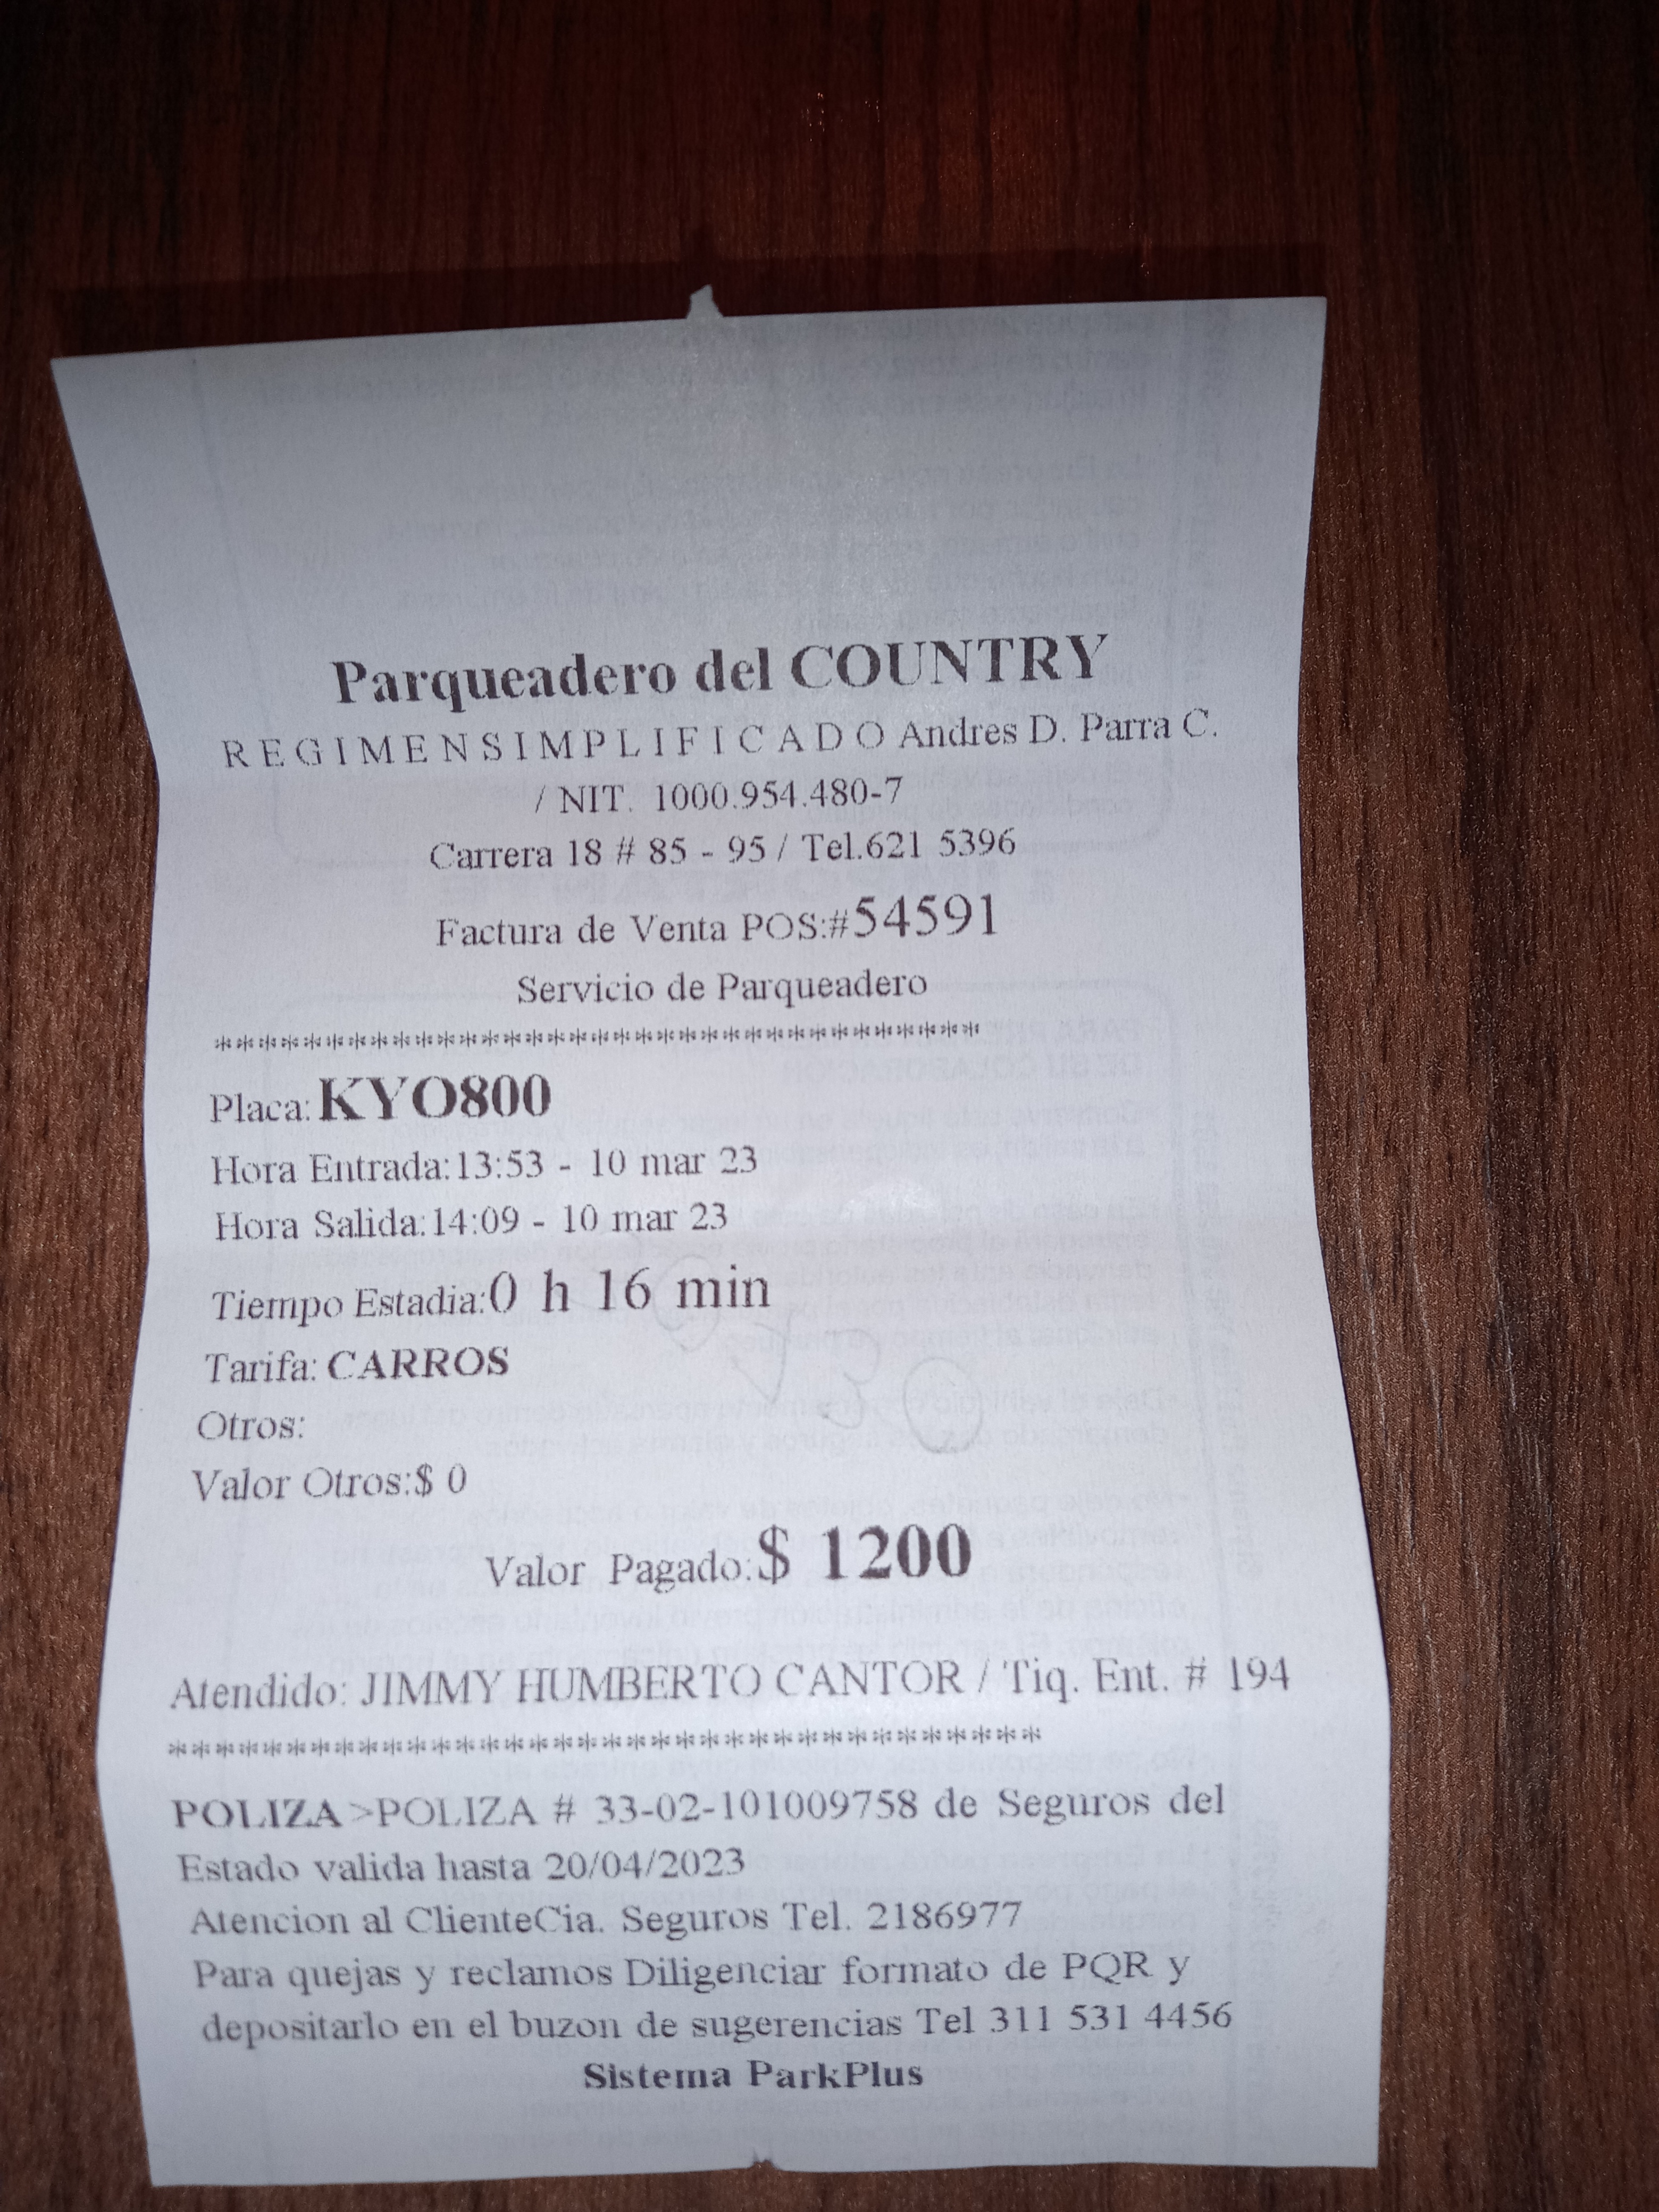 Parqueadero del COUNTRY
R E G I M E N S I M P L I F I C A D O Andres D. Parra C.
/ NIT. 1000.954.480-7
Carrera 18 # 85 - 95 / Tel.621 5396
Factura de Venta POS:#54591
Servicio de Parqueadero
***********************************
Placa:KYO800
Hora Entrada:13:53 - 10 mar 23
Hora Salida:14:09 - 10 mar 23
Tiempo Estadia:0 h 16 min
Tarifa: CARROS
Otros:
Valor Otros:$ 0
Valor Pagado:$ 1200
Atendido: JIMMY HUMBERTO CANTOR / Tiq. Ent. # 194
************************************
POLIZA >POLIZA # 33-02-101009758 de Seguros del
Estado valida hasta 20/04/2023
Atencion al ClienteCia. Seguros Tel. 2186977
Para quejas y reclamos Diligenciar formato de PQR y
depositarlo en el buzon de sugerencias Tel 311 531 4456
Sistema ParkPlus